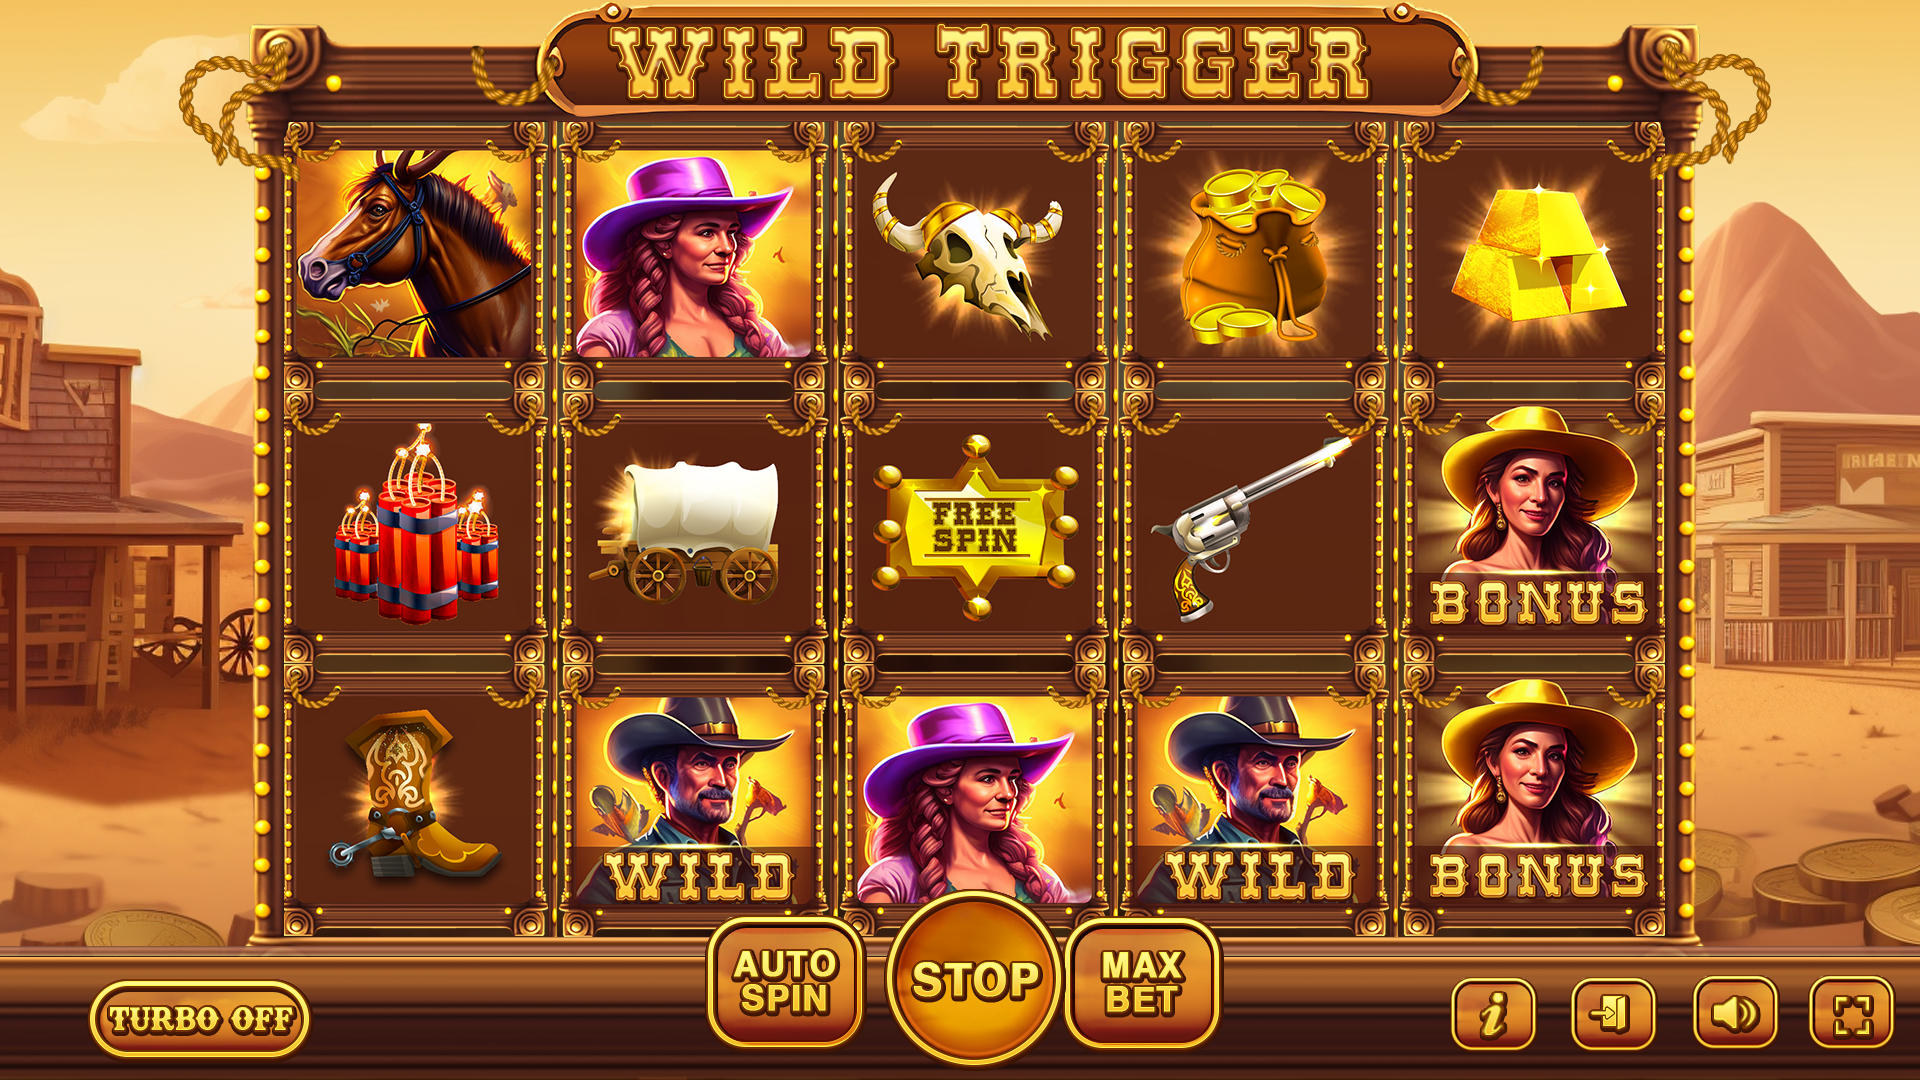 WILD TRIGGER
FREE
SPIN
BONUS
WILD
WILD
BONUS
AUTO
SPIN
STOP
MAX
BET
TURBO OFF
i